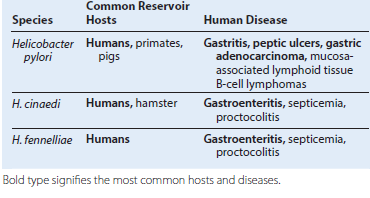 Common Reservoir
Species Hosts Human Disease
Helicobacter Humans, primates, Gastritis, peptic ulcers, gastric
pylori pigs adenocarcinoma, mucosa-
associated lymphoid tissue
B-cell lymphomas
H. cinaedi Humans, hamster Gastroenteritis, septicemia,
proctocolitis
H. fennelliae Humans Gastroenteritis, septicemia,
proctocolitis
Bold type signifies the most common hosts and diseases.